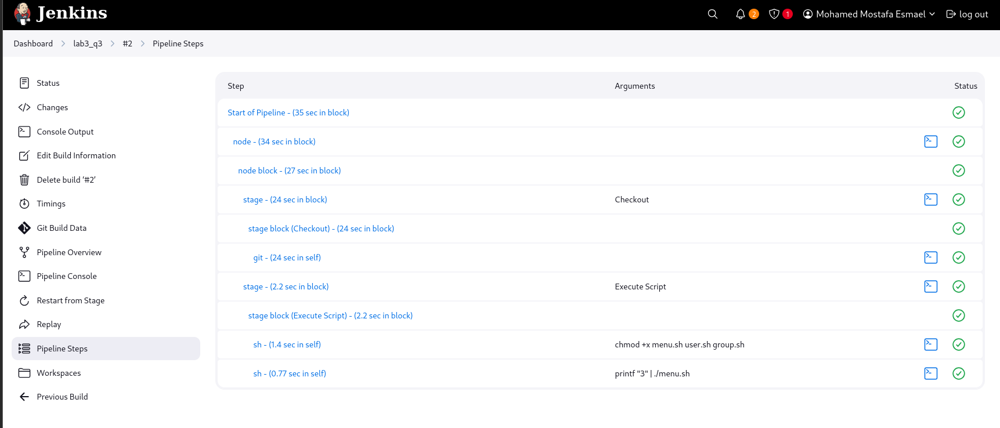 Jenkins
2
1
Mohamed Mostafa Esmael
log out
Dashboard
lab3_q3
#2
Pipeline Steps
Status
Changes
Console Output
Edit Build Information
Delete build ‘#2’
Timings
Git Build Data
Pipeline Overview
Pipeline Console
Restart from Stage
Replay
Pipeline Steps
Workspaces
Previous Build
Step Arguments Status
Start of Pipeline - (35 sec in block)
node - (34 sec in block)
node block - (27 sec in block)
stage - (24 sec in block) Checkout
stage block (Checkout) - (24 sec in block)
git - (24 sec in self)
stage - (2.2 sec in block) Execute Script
stage block (Execute Script) - (2.2 sec in block)
sh - (1.4 sec in self) chmod +x menu.sh user.sh group.sh
sh - (0.77 sec in self) printf "3" | ./menu.sh